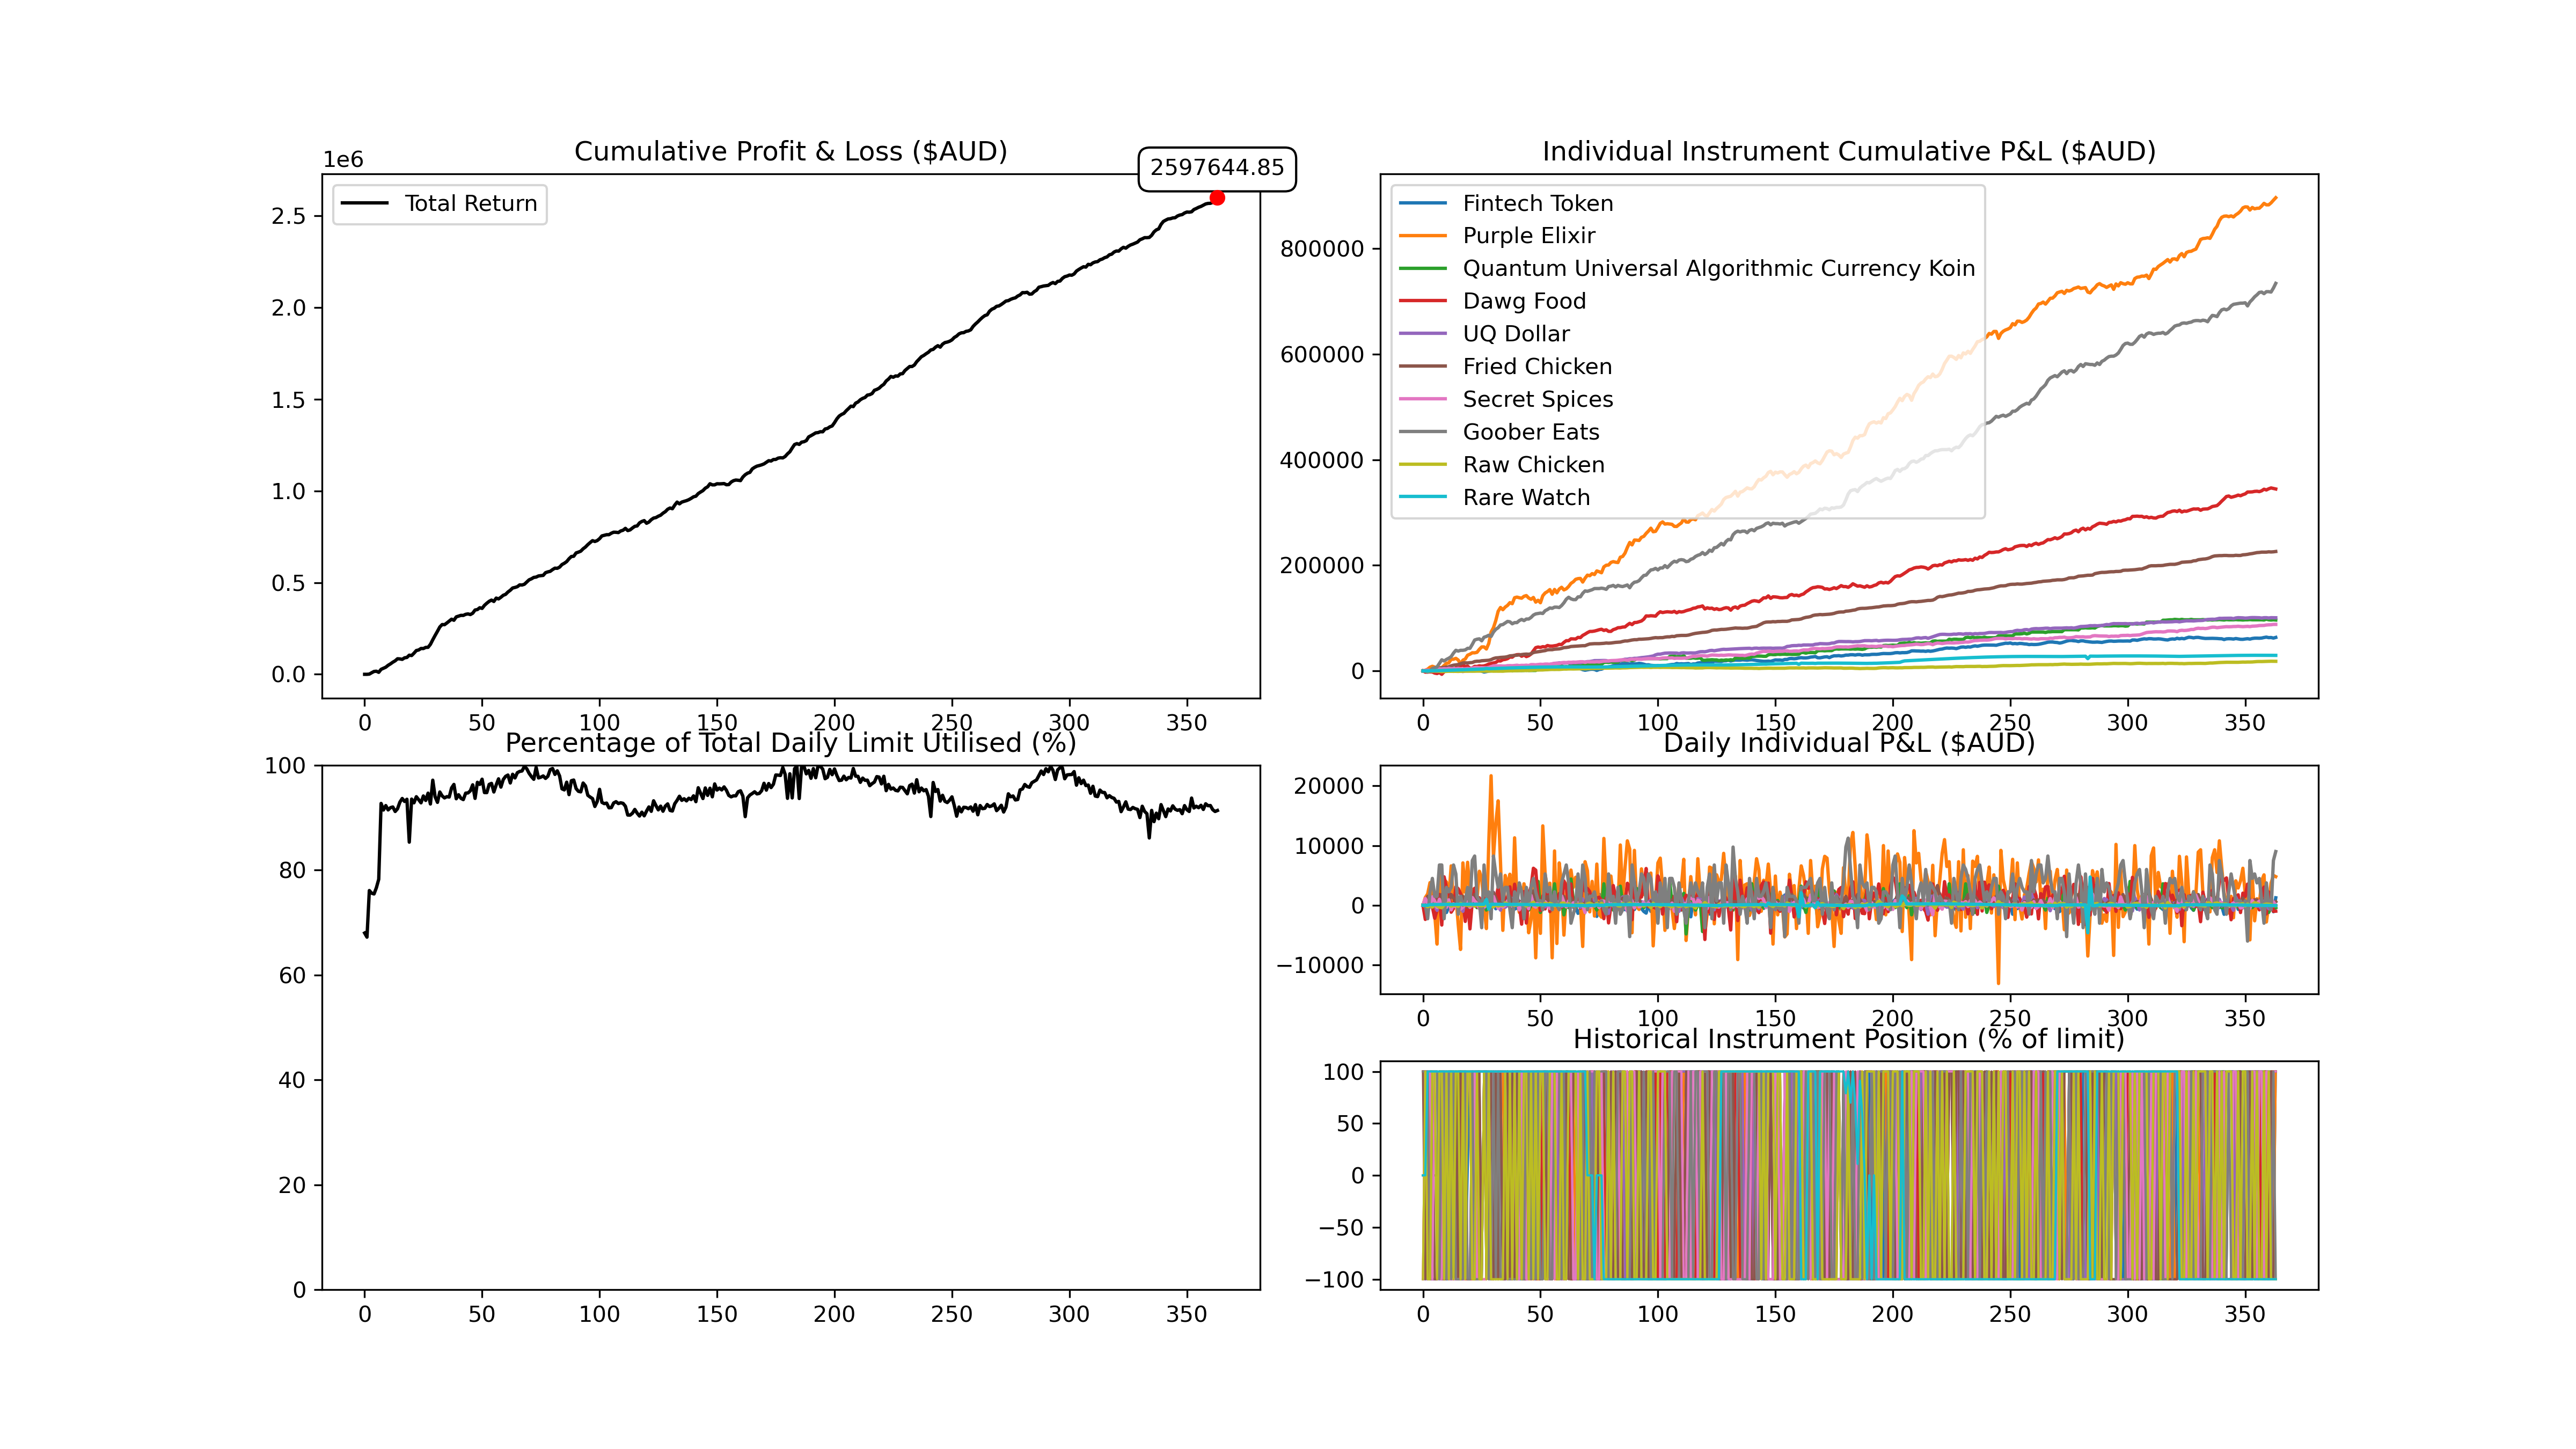 Cumulative Profit & Loss ($AUD)
1e6
2597644.85
Total Return
2.5
2.0
1.5
1.0
0.5
0.0
0 50 100 150 200 250 300 350
Individual Instrument Cumulative P&L ($AUD)
Fintech Token
Purple Elixir
Quantum Universal Algorithmic Currency Koin
Dawg Food
UQ Dollar
Fried Chicken
Secret Spices
Goober Eats
Raw Chicken
Rare Watch
800000
600000
400000
200000
0
0 50 100 150 200 250 300 350
Percentage of Total Daily Limit Utilised (%)
100
80
60
40
20
0
0 50 100 150 200 250 300 350
Daily Individual P&L ($AUD)
20000
10000
0
−10000
0 50 100 150 200 250 300 350
Historical Instrument Position (% of limit)
100
50
0
−50
−100
0 50 100 150 200 250 300 350